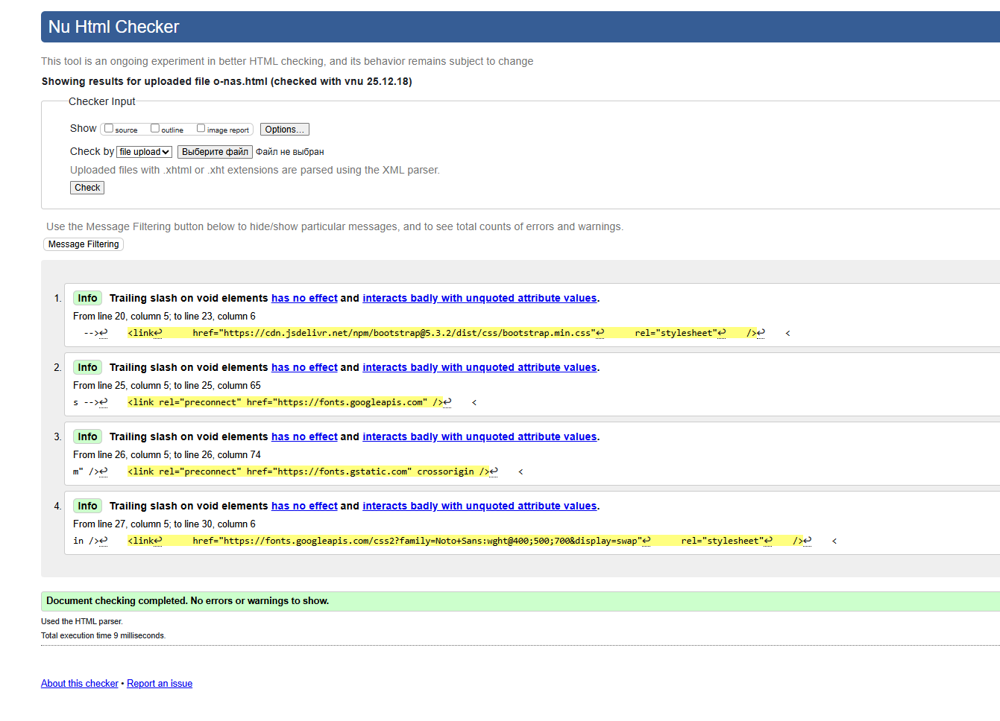 Nu Html Checker
This tool is an ongoing experiment in better HTML checking, and its behavior remains subject to change
Showing results for uploaded file o-nas.html (checked with vnu 25.12.18)
Checker Input
Show source outline image report Options...
Check by file upload Выберите файл Файл не выбран
Uploaded files with .xhtml or .xht extensions are parsed using the XML parser.
Check
Use the Message Filtering button below to hide/show particular messages, and to see total counts of errors and warnings.
Message Filtering
1. Info Trailing slash on void elements has no effect and interacts badly with unquoted attribute values.
From line 20, column 5; to line 23, column 6
-->↩ <link↩ href="https://cdn.jsdelivr.net/npm/bootstrap@5.3.2/dist/css/bootstrap.min.css"↩ rel="stylesheet"↩ />↩ <
2. Info Trailing slash on void elements has no effect and interacts badly with unquoted attribute values.
From line 25, column 5; to line 25, column 65
s -->↩ <link rel="preconnect" href="https://fonts.googleapis.com" />↩ <
3. Info Trailing slash on void elements has no effect and interacts badly with unquoted attribute values.
From line 26, column 5; to line 26, column 74
m" />↩ <link rel="preconnect" href="https://fonts.gstatic.com" crossorigin />↩ <
4. Info Trailing slash on void elements has no effect and interacts badly with unquoted attribute values.
From line 27, column 5; to line 30, column 6
in />↩ <link↩ href="https://fonts.googleapis.com/css2?family=Noto+Sans:wght@400;500;700&display=swap"↩ rel="stylesheet"↩ />↩ <
Document checking completed. No errors or warnings to show.
Used the HTML parser.
Total execution time 9 milliseconds.
About this checker • Report an issue